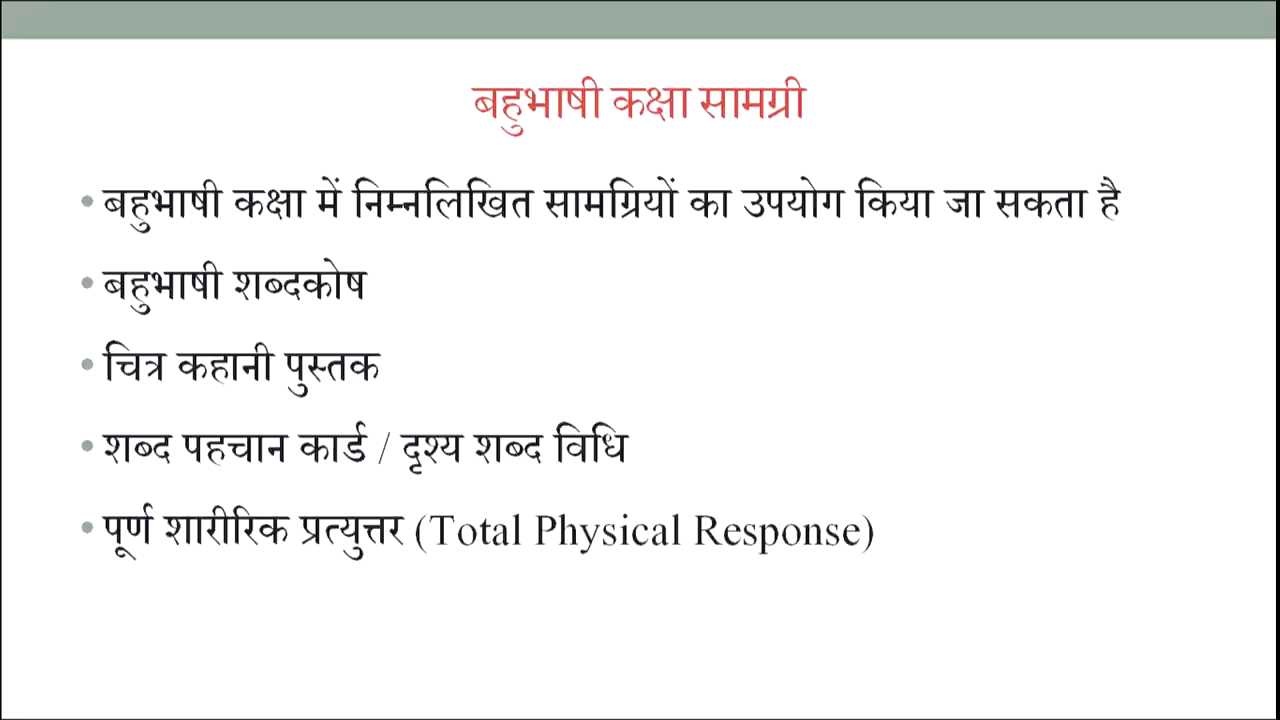 बहुभाषी कक्षा सामग्री
• बहुभाषी कक्षा में निम्नलिखित सामग्रियों का उपयोग किया जा सकता है
• बहुभाषी शब्दकोष
• चित्र कहानी पुस्तक
• शब्द पहचान कार्ड / दृश्य शब्द विधि
• पूर्ण शारीरिक प्रत्युत्तर (Total Physical Response)